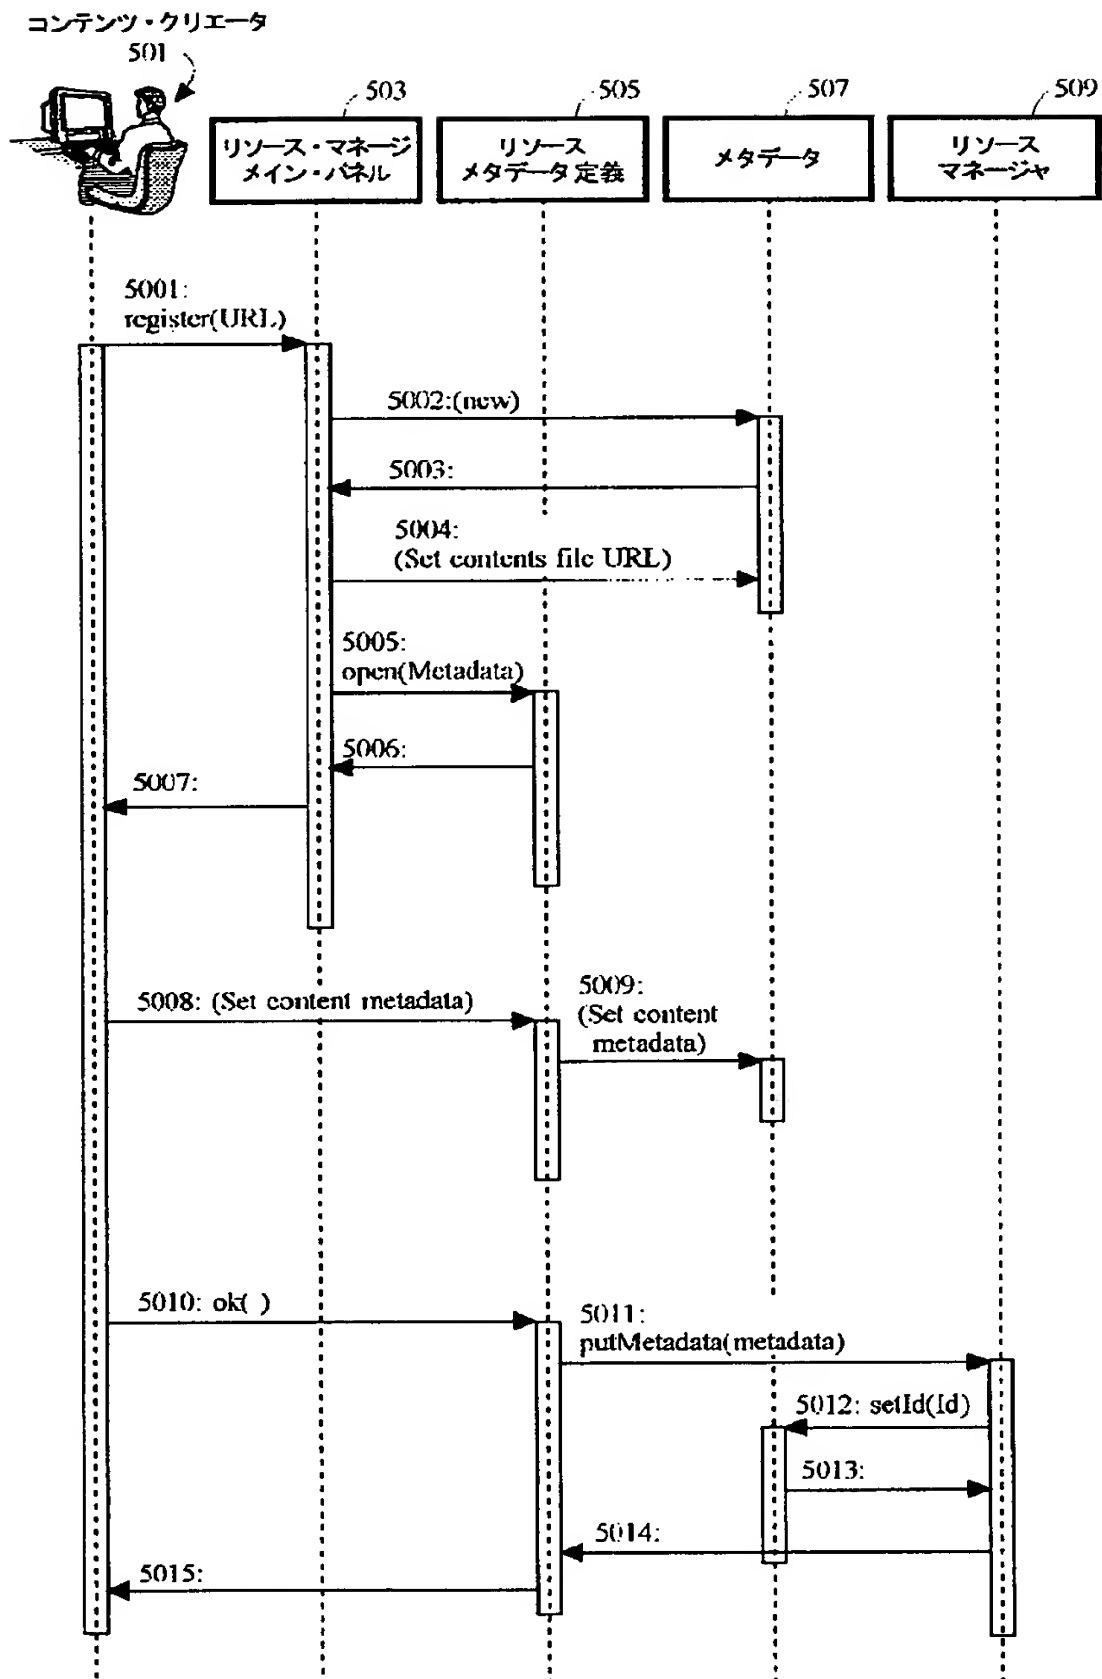 コンテンツ・クリエータ
501
503
リソース・マネージ
メイン・パネル
505
リソース
メタデータ定義
507
メタデータ
509
リソース
マネージャ
5001:
register(URL)
5002:(new)
5003:
5004:
(Set contents file URL)
5005:
open(Metadata)
5006:
5007:
5008: (Set content metadata)
5009:
(Set content
metadata)
5010: ok( )
5011:
putMetadata(metadata)
5012: setId(Id)
5013:
5014:
5015: